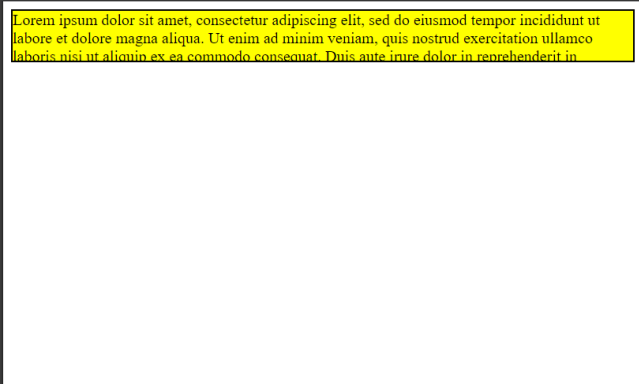 Lorem ipsum dolor sit amet, consectetur adipiscing elit, sed do eiusmod tempor incididunt ut
labore et dolore magna aliqua. Ut enim ad minim veniam, quis nostrud exercitation ullamco
laboris nisi ut aliquip ex ea commodo consequat. Duis aute irure dolor in reprehenderit in